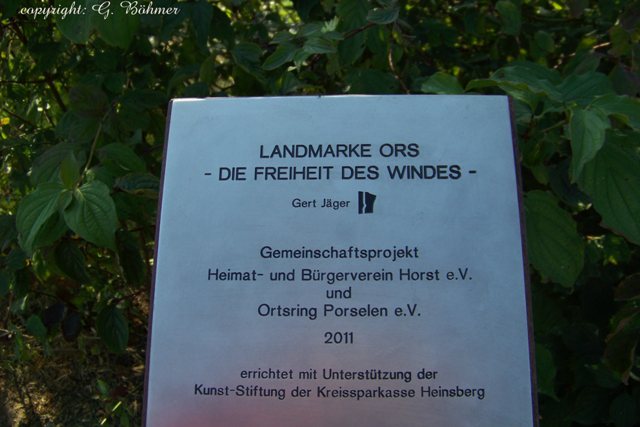 copyright: G. Böhmer
LANDMARKE ORS
- DIE FREIHEIT DES WINDES -
Gert Jäger
Gemeinschaftsprojekt
Heimat- und Bürgerverein Horst e.V.
und
Ortsring Porselen e.V.
2011
errichtet mit Unterstützung der
Kunst-Stiftung der Kreissparkasse Heinsberg